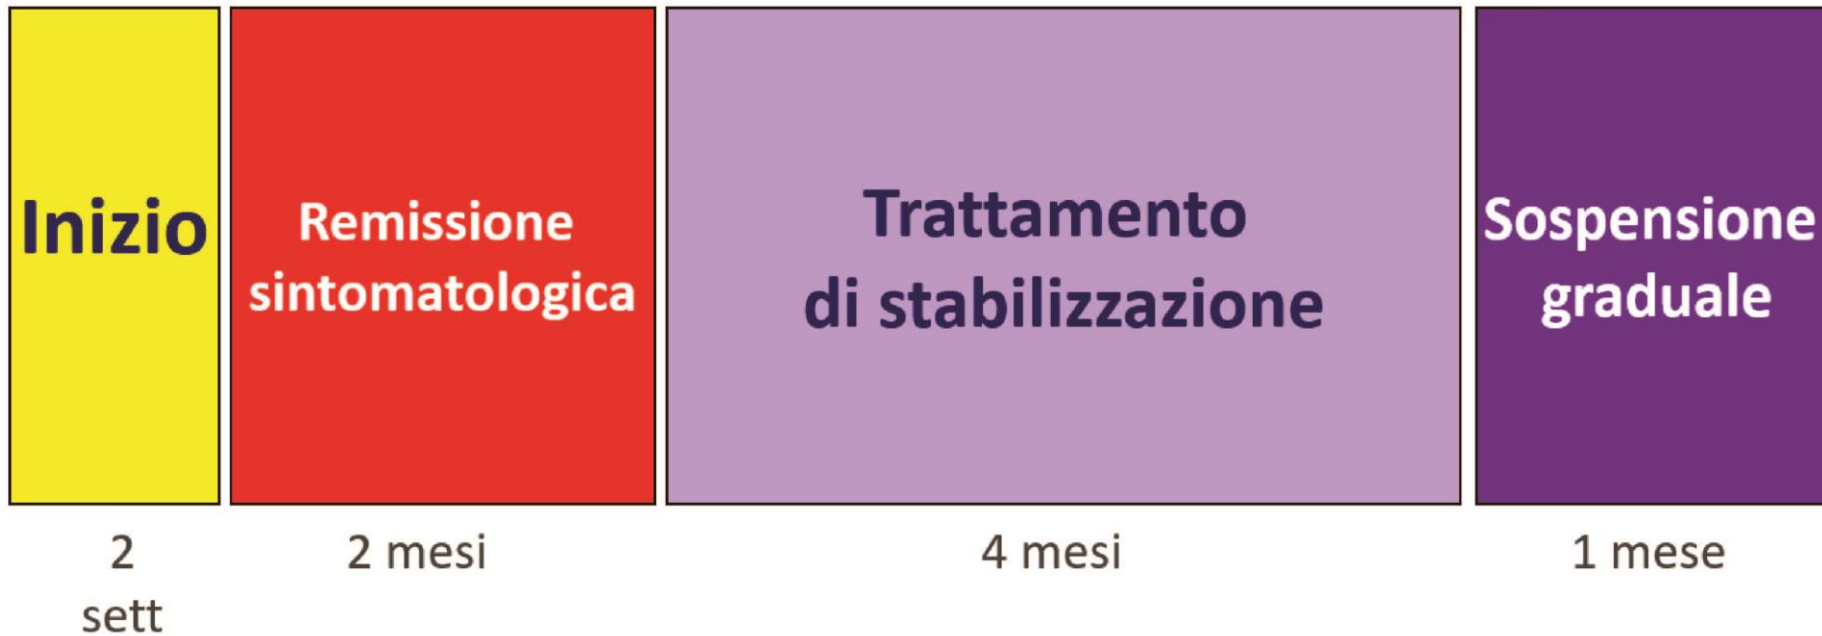 Inizio
Remissione
sintomatologica
Trattamento
di stabilizzazione
Sospensione
graduale
2
sett
2 mesi
4 mesi
1 mese